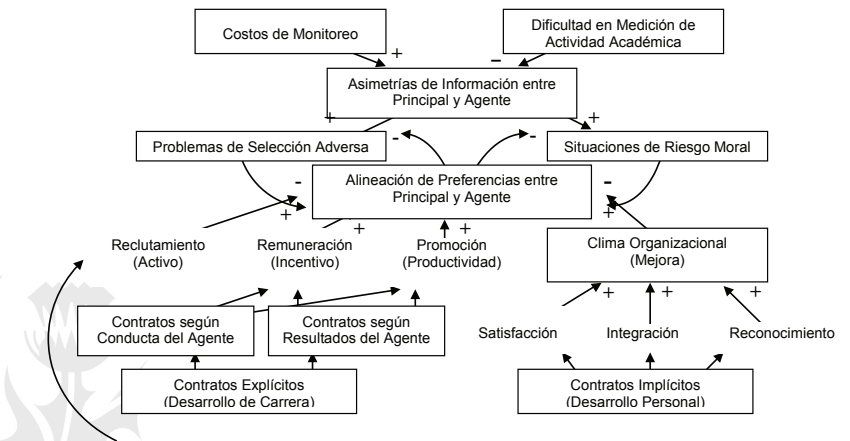 Costos de Monitoreo
Dificultad en Medición de
Actividad Académica
+
–
Asimetrías de Información entre
Principal y Agente
+
+
Problemas de Selección Adversa
-
-
Situaciones de Riesgo Moral
-
-
Alineación de Preferencias entre
Principal y Agente
+
+
+
+
+
Reclutamiento
(Activo)
Remuneración
(Incentivo)
Promoción
(Productividad)
Clima Organizacional
(Mejora)
+
+
+
Contratos según
Conducta del Agente
Contratos según
Resultados del Agente
Satisfacción
Integración
Reconocimiento
Contratos Explícitos
(Desarrollo de Carrera)
Contratos Implícitos
(Desarrollo Personal)